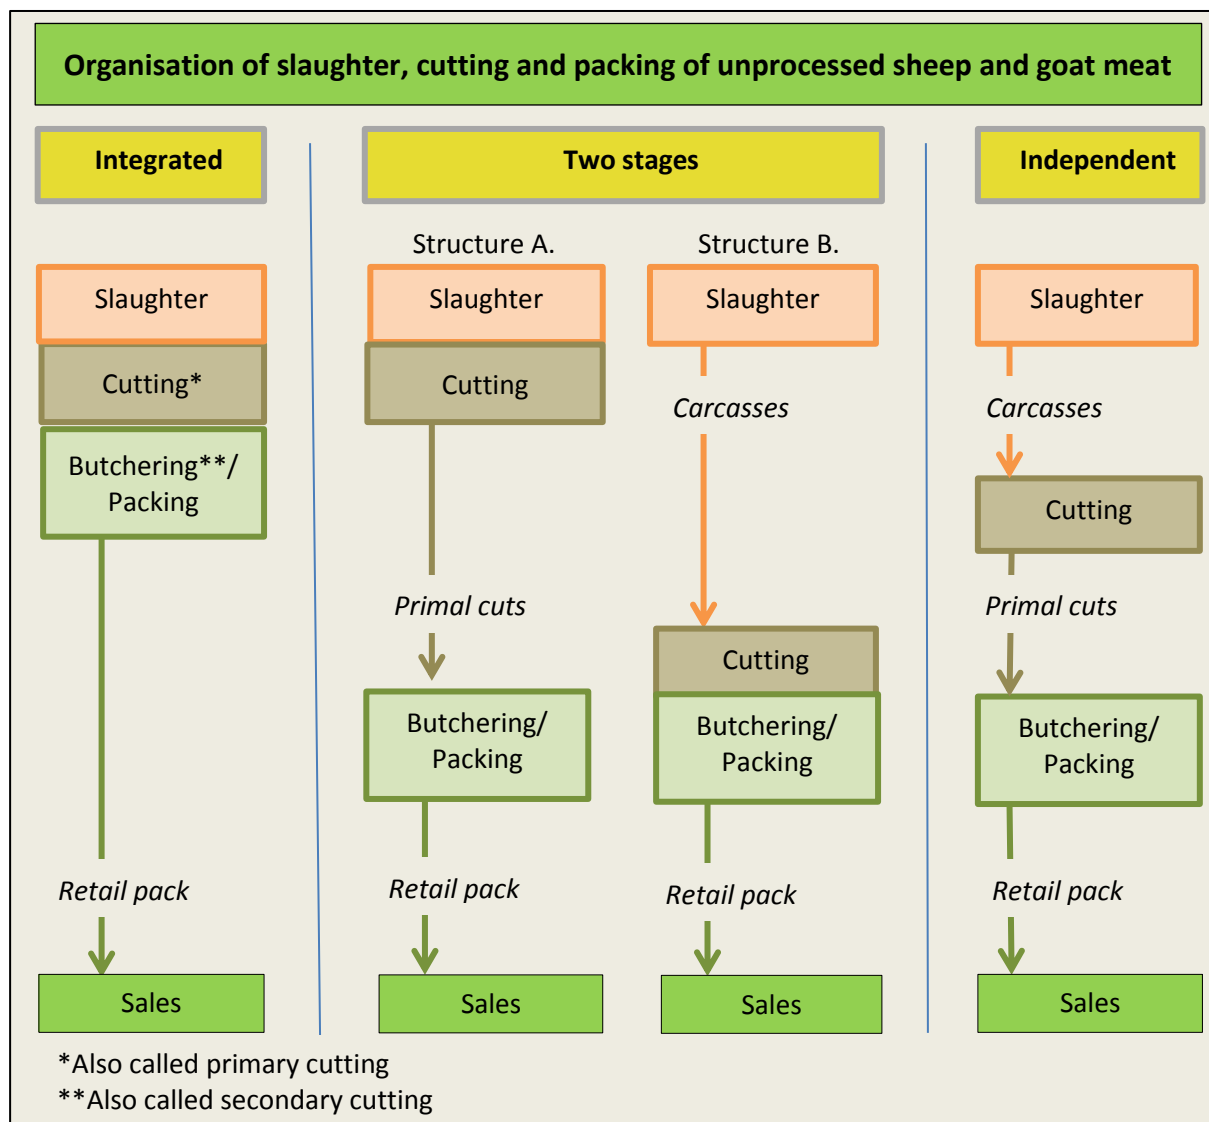 Organisation of slaughter, cutting and packing of unprocessed sheep and goat meat
Integrated
Two stages
Independent
Structure A.
Structure B.
Slaughter
Slaughter
Slaughter
Slaughter
Cutting*
Cutting
Carcasses
Carcasses
Butchering**/
Packing
Cutting
Primal cuts
Primal cuts
Cutting
Butchering/
Packing
Butchering/
Packing
Butchering/
Packing
Retail pack
Retail pack
Retail pack
Retail pack
Sales
Sales
Sales
Sales
*Also called primary cutting
**Also called secondary cutting